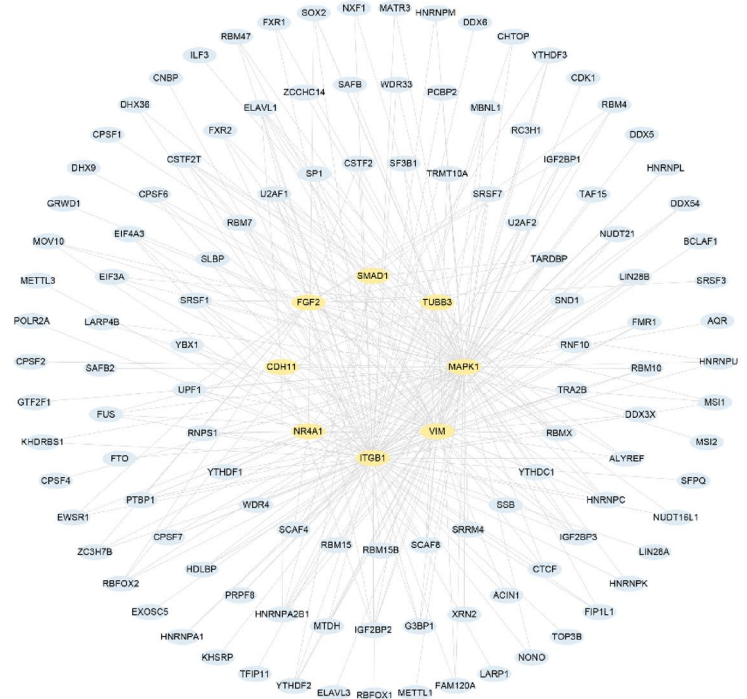 SOX2
NXF1
MATR3
HNRNPM
FXR1
DDX6
RBM47
CHTOP
ILF3
YTHDF3
CNBP
ZCCHC14
SAFB
WDR33
PCBP2
CDK1
DHX36
ELAVL1
MBNL1
RBM4
CPSF1
FXR2
RC3H1
DDX5
CSTF2T
SP1
CSTF2
SF3B1
TRMT10A
IGF2BP1
DHX9
HNRNPL
CPSF6
U2AF1
SRSF7
TAF15
GRWD1
DDX54
RBM7
U2AF2
EIF4A3
NUDT21
MOV10
BCLAF1
SLBP
TARDBP
EIF3A
SMAD1
LIN28B
METTL3
SRSF3
SRSF1
FGF2
TUBB3
SND1
POLR2A
LARP4B
FMR1
AQR
YBX1
RNF10
CPSF2
SAFB2
CDH11
MAPK1
RBM10
HNRNPU
UPF1
TRA2B
GTF2F1
MSI1
FUS
DDX3X
RNPS1
NR4A1
VIM
RBMX
KHDRBS1
MSI2
FTO
ITGB1
ALYREF
YTHDF1
YTHDC1
CPSF4
SFPQ
PTBP1
HNRNPC
WDR4
SSB
EWSR1
NUDT16L1
CPSF7
SCAF4
SRRM4
ZC3H7B
RBM15
RBM15B
SCAF8
IGF2BP3
LIN28A
HDLBP
CTCF
RBFOX2
HNRNPK
PRPF8
ACIN1
EXOSC5
HNRNPA2B1
XRN2
FIP1L1
MTDH
IGF2BP2
G3BP1
HNRNPA1
TOP3B
KHSRP
NONO
TFIP11
LARP1
YTHDF2
FAM120A
ELAVL3
RBFOX1
METTL1